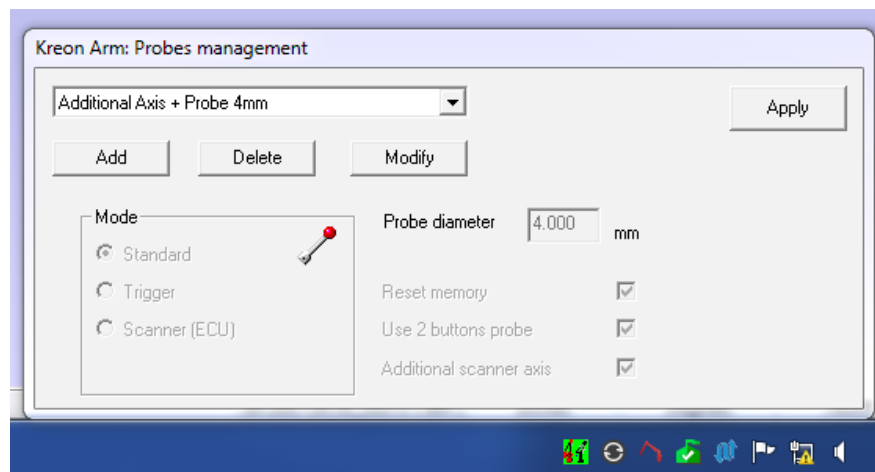 Kreon Arm: Probes management
Additional Axis + Probe 4mm
Apply
Add Delete Modify
Mode
Probe diameter 4.000 mm
Standard
Trigger
Reset memory
Scanner (ECU)
Use 2 buttons probe
Additional scanner axis